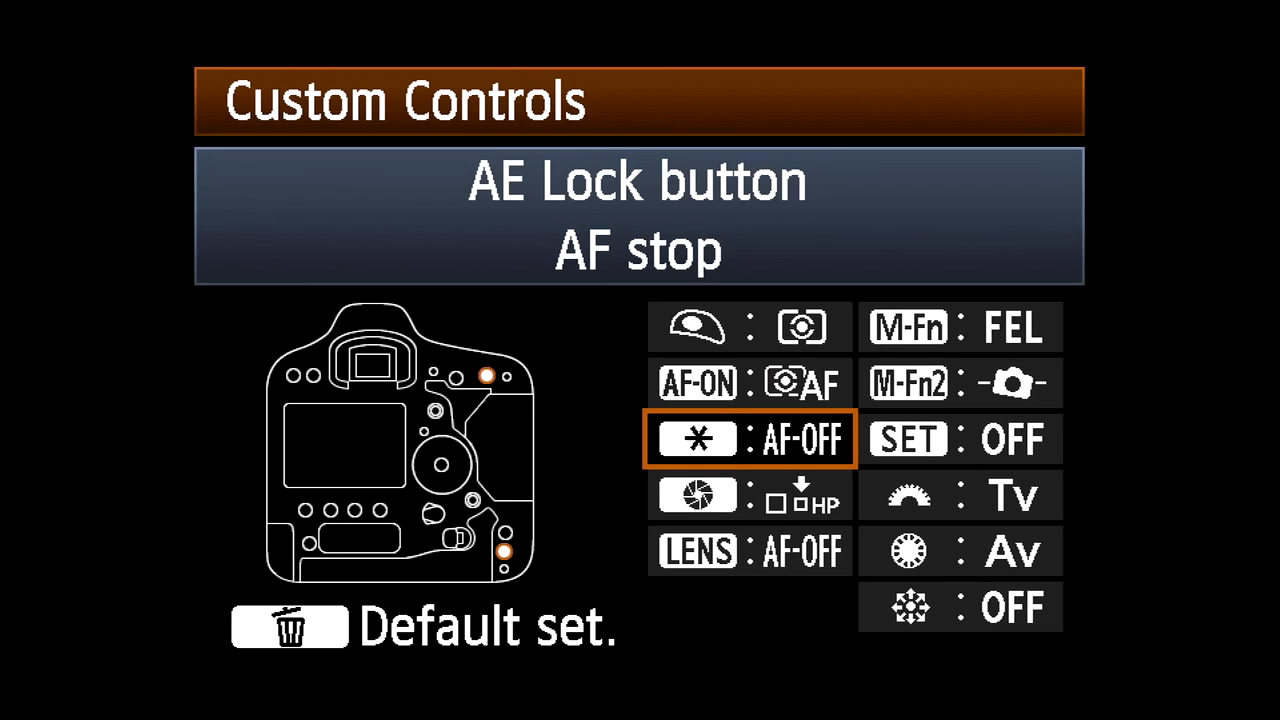 Custom Controls
AE Lock button
AF stop
: M-Fn : FEL
AF-ON : AF M-Fn2 :
* : AF-OFF SET : OFF
: HP : Tv
LENS : AF-OFF : Av
: OFF
Default set.